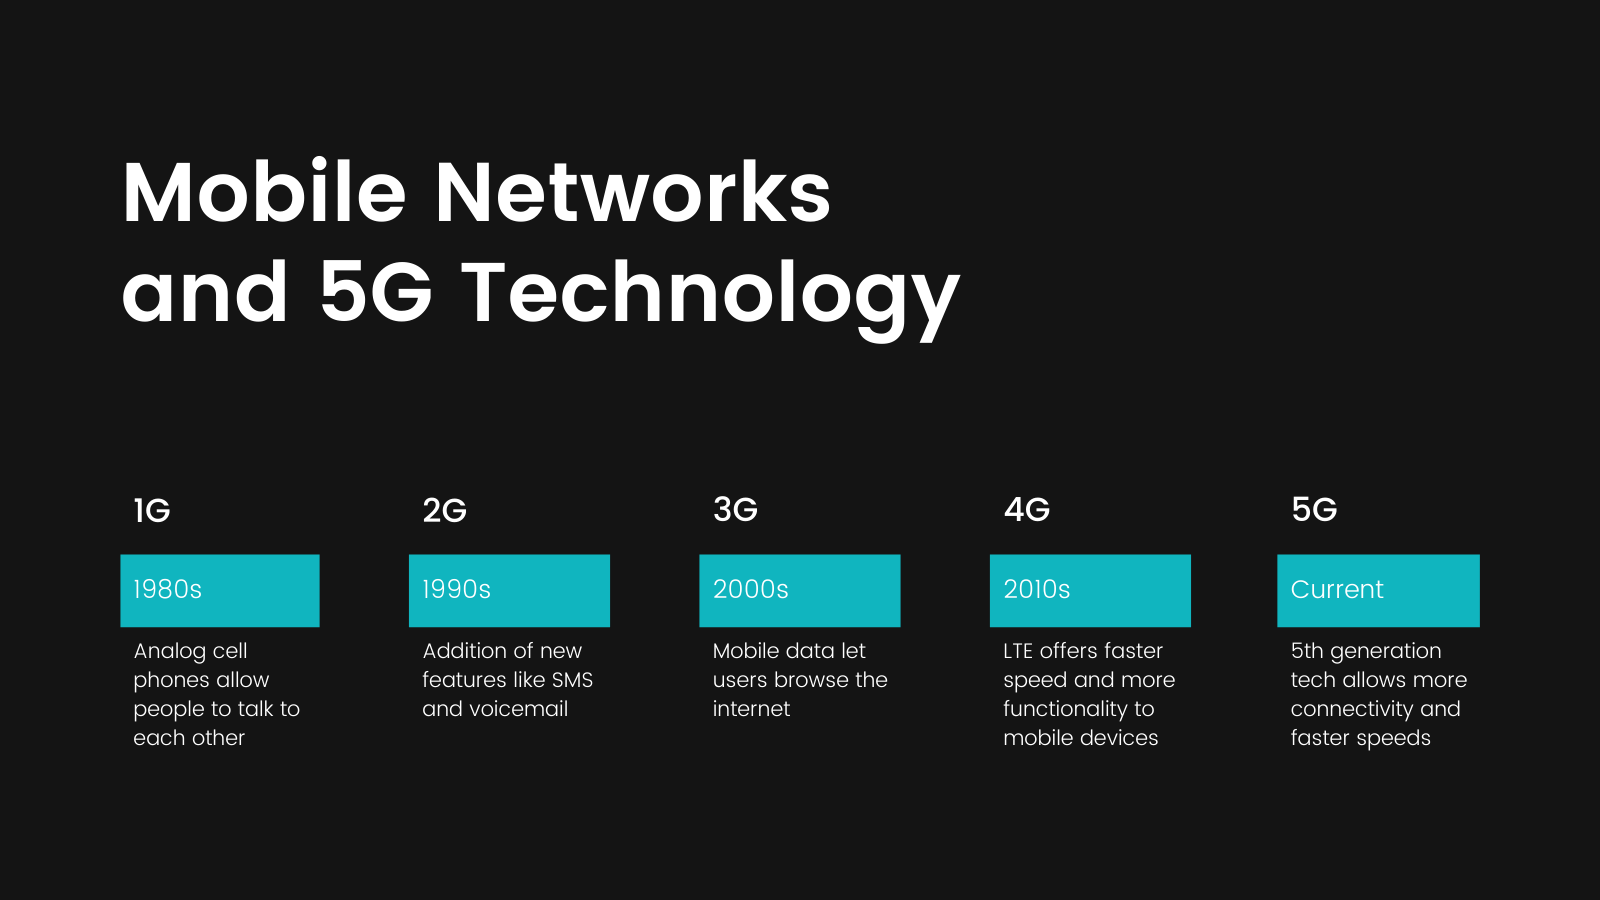 Mobile Networks
and 5G Technology
1G
1980s
Analog cell
phones allow
people to talk to
each other
2G
1990s
Addition of new
features like SMS
and voicemail
3G
2000s
Mobile data let
users browse the
internet
4G
2010s
LTE offers faster
speed and more
functionality to
mobile devices
5G
Current
5th generation
tech allows more
connectivity and
faster speeds